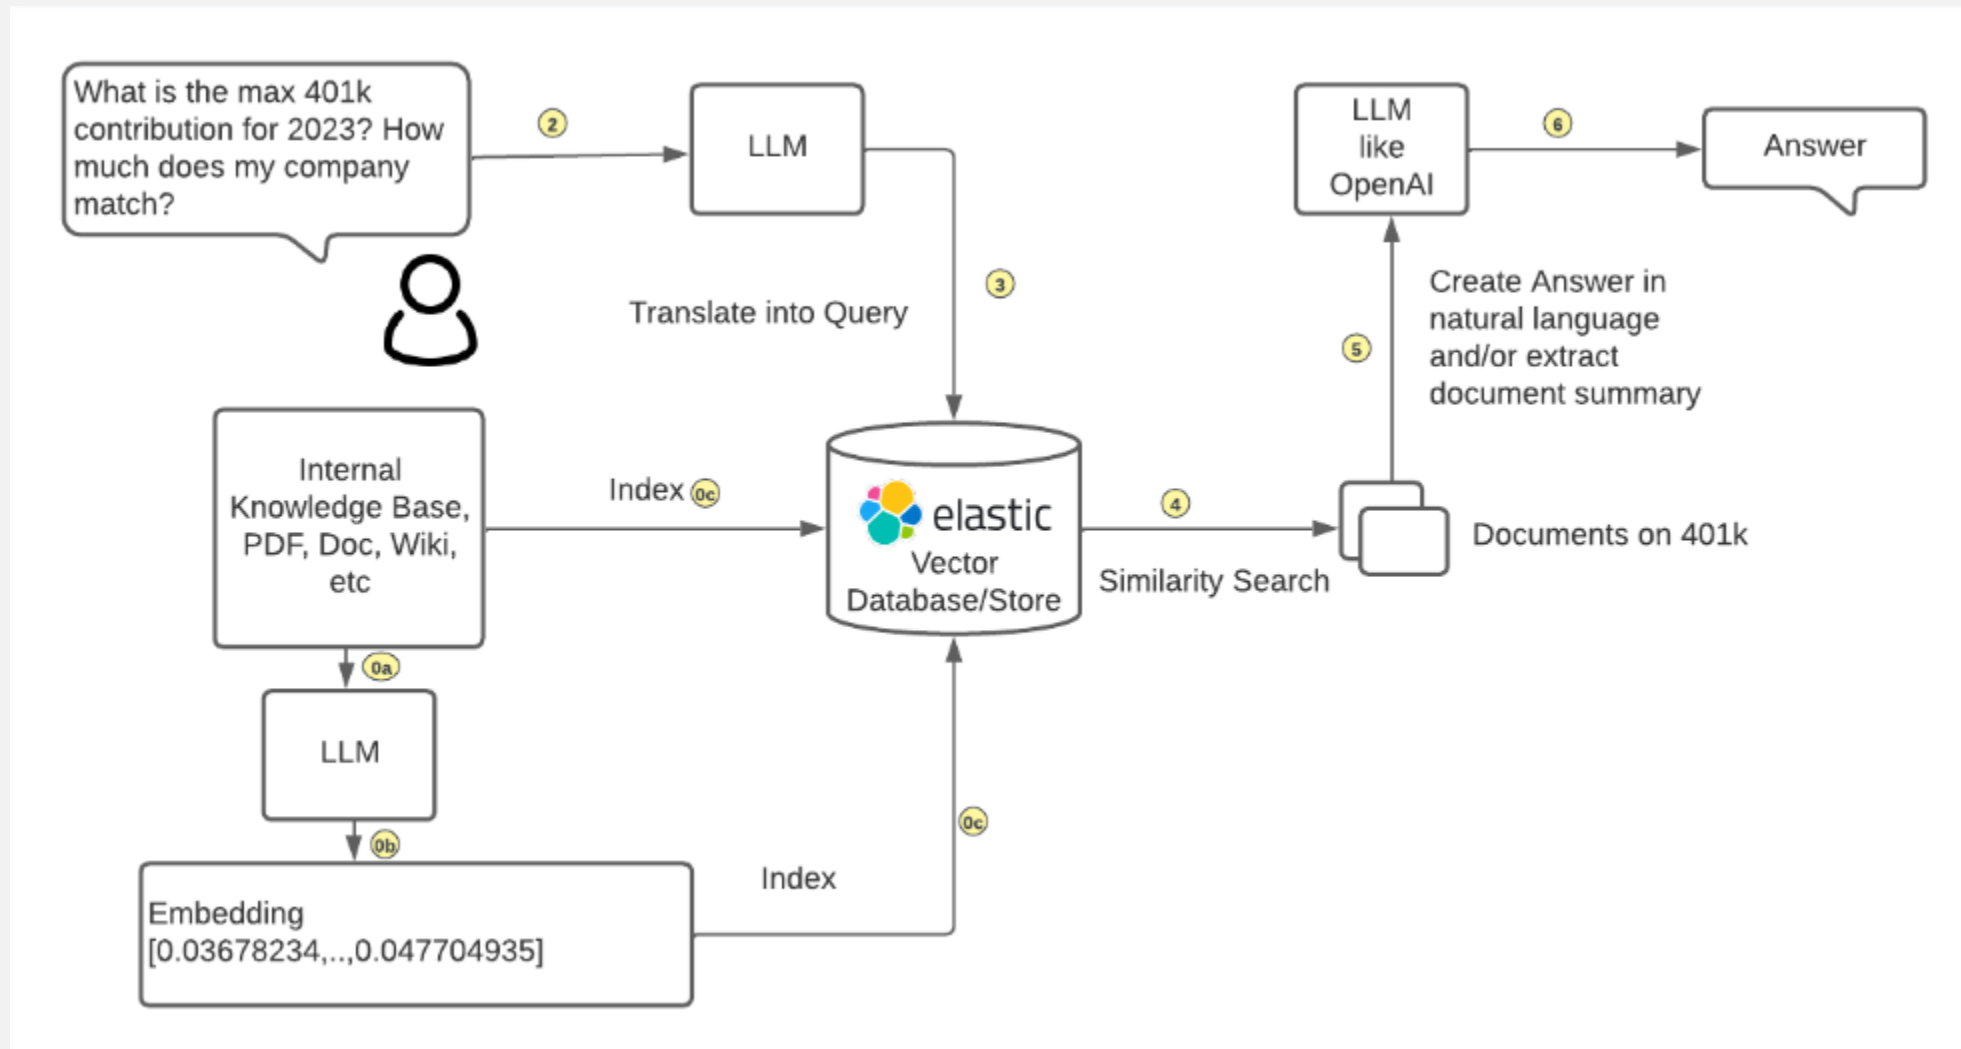 What is the max 401k
contribution for 2023? How
much does my company
match?
2
LLM
LLM
like
OpenAI
6
Answer
3
Translate into Query
5
Create Answer in
natural language
and/or extract
document summary
Internal
Knowledge Base,
PDF, Doc, Wiki,
etc
Index 0c
elastic
Vector
Database/Store
4
Similarity Search
Documents on 401k
0a
LLM
0b
0c
Index
Embedding
[0.03678234,..,0.047704935]